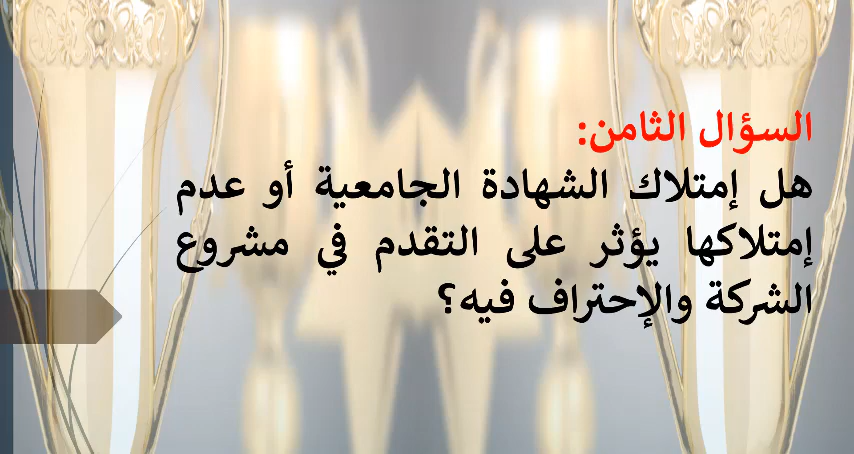 السؤال الثامن:
هل إمتلاك الشهادة الجامعية أو عدم
إمتلاكها يؤثر على التقدم في مشروع
الشركة والإحتراف فيه؟